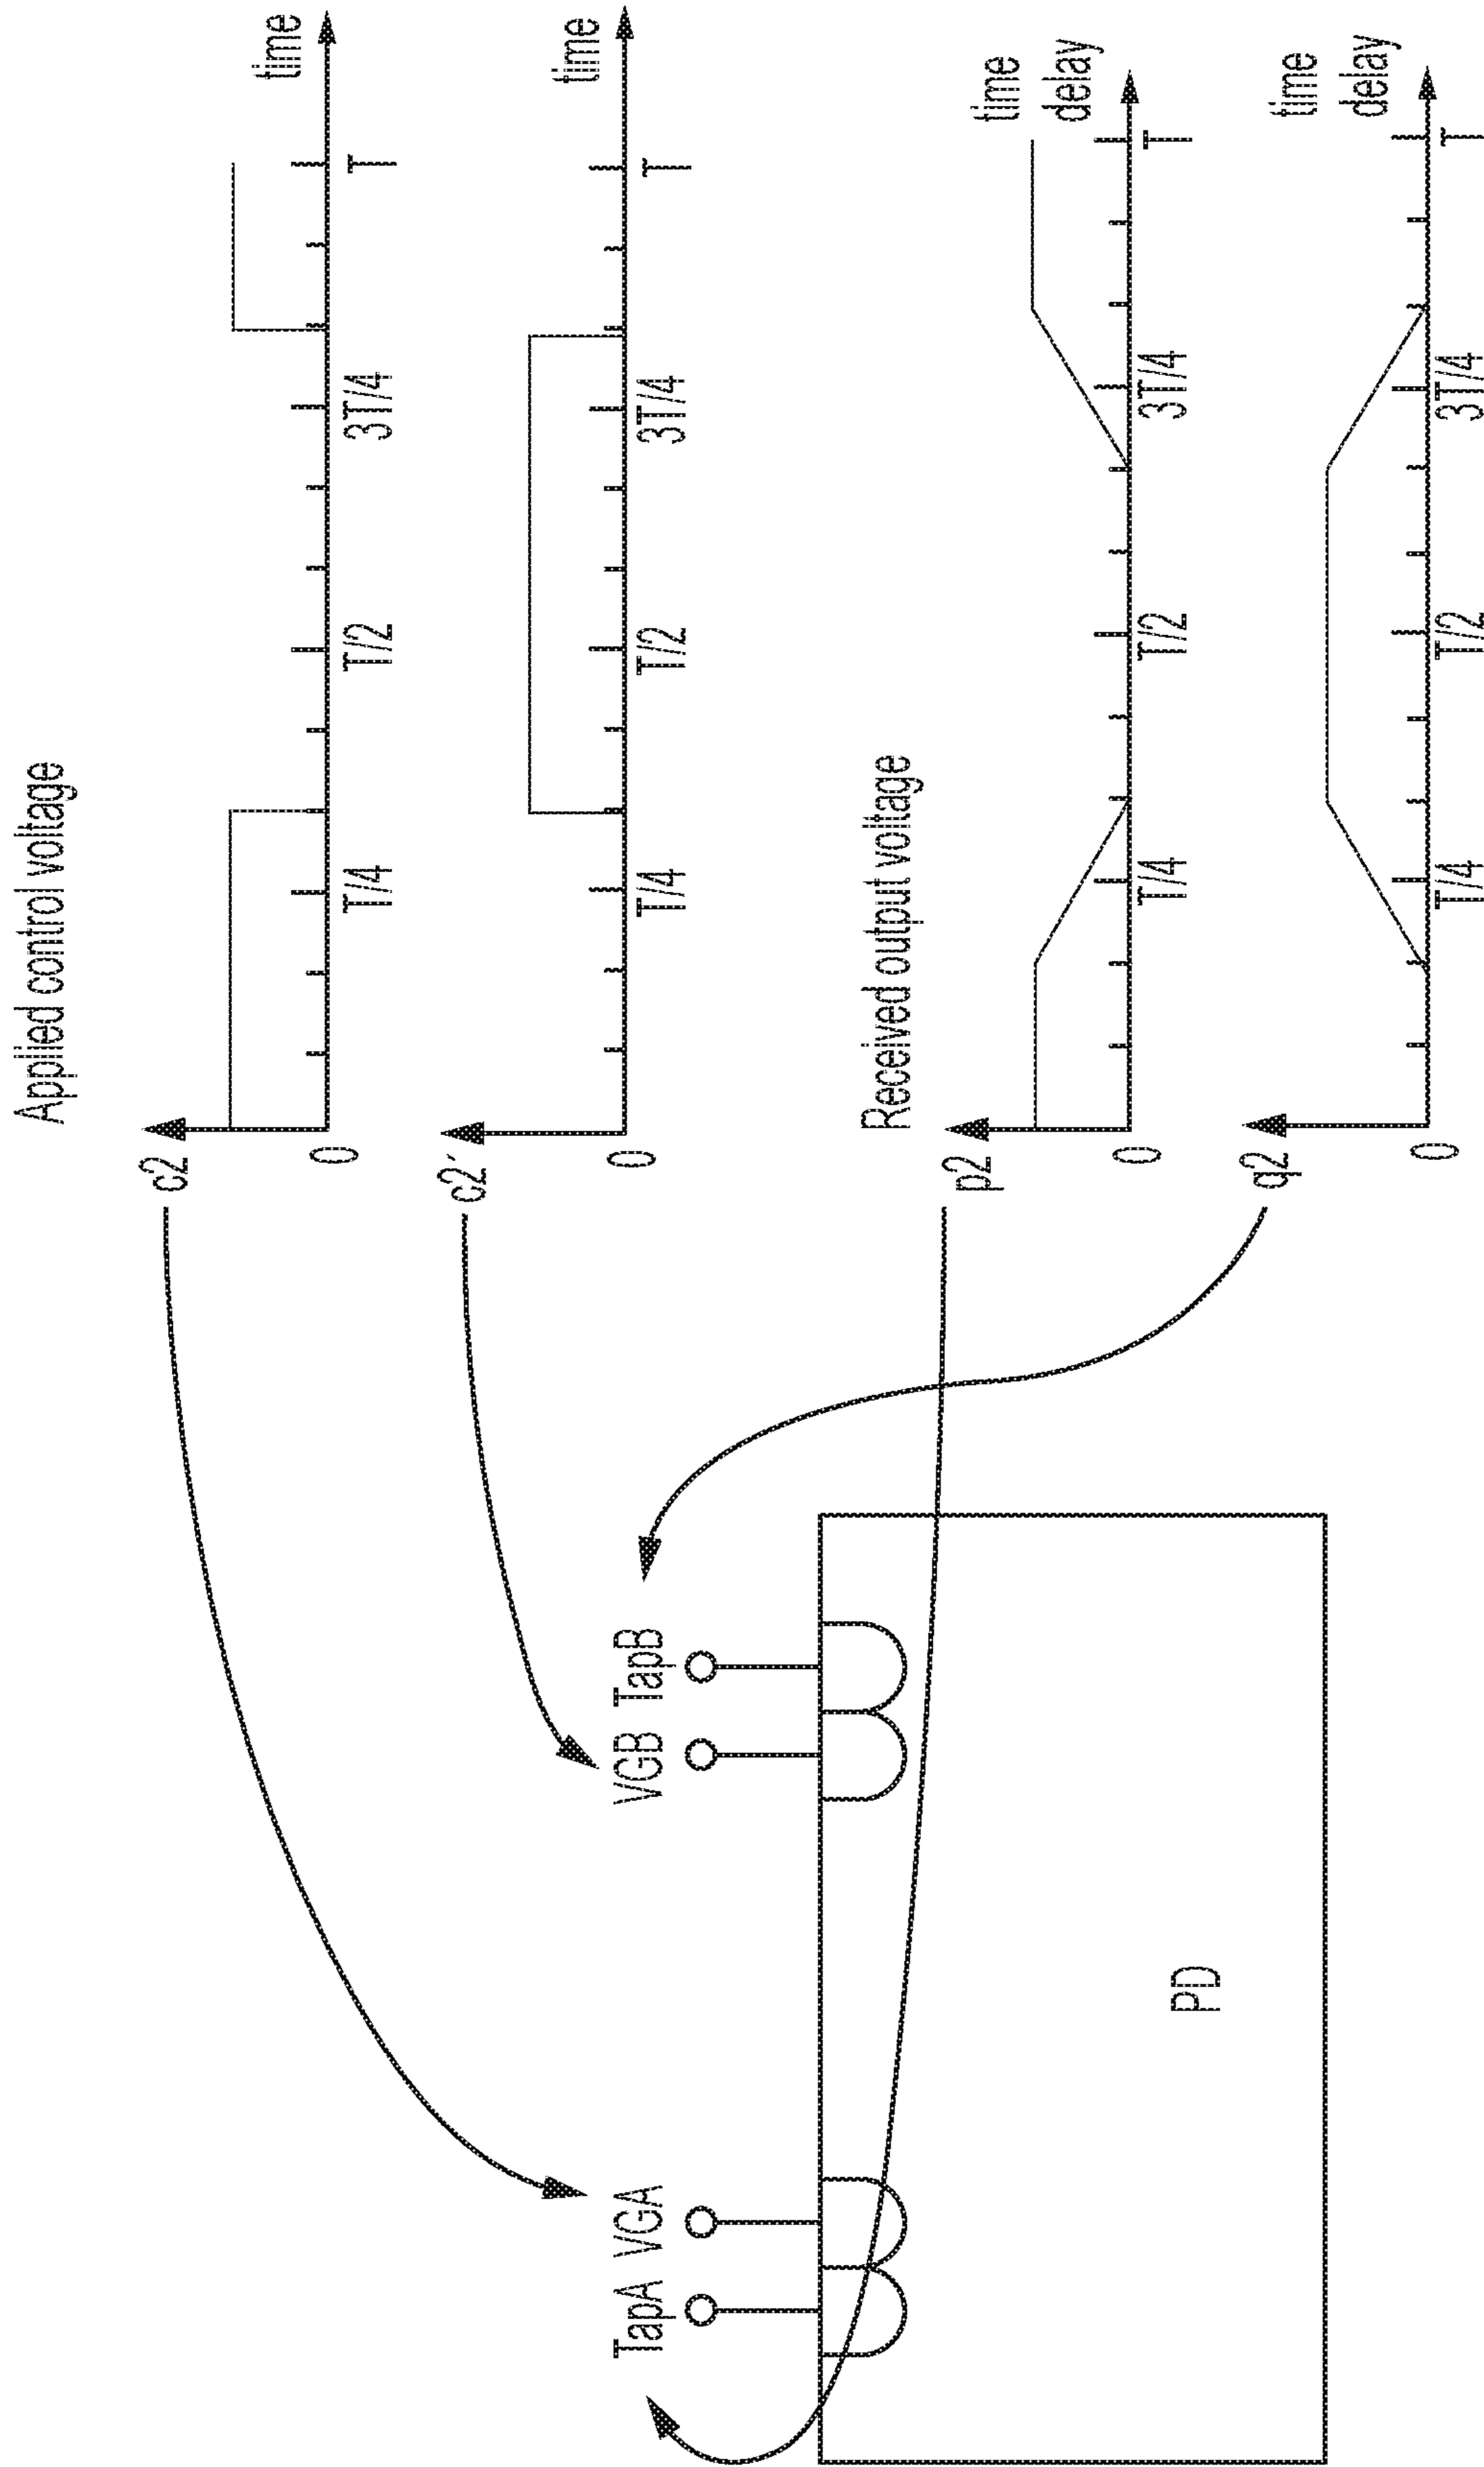 Applied control voltage
c2
0
T/4
T/2
3T/4
T
time
c2´
0
T/4
T/2
3T/4
T
time
Received output voltage
p2
0
T/4
T/2
3T/4
T
time
delay
q2
0
T/4
T/2
3T/4
T
time
delay
TapA VGA
VGB TapB
PD